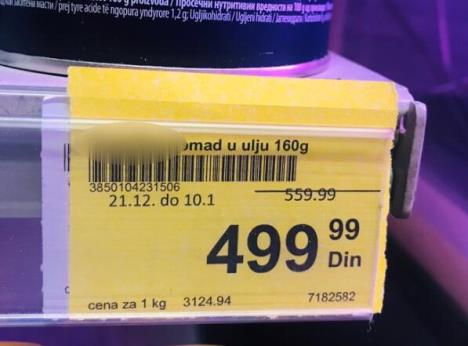 masti / prej tyre acide të ngopura yndyrore 1,2 g; Ugljikohidrati / Ugljeni hidrati /
omad u ulju 160g
3850104231506
21.12. do 10.1 559.99
499 99
Din
cena za 1 kg 3124.94 7182582